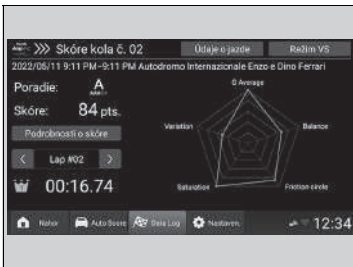 Skóre kola č. 02
Údaje o jazde
Režim VS
2022/05/11 9:11 PM–9:11 PM Autodromo Internazionale Enzo e Dino Ferrari
Poradie: A
Skóre: 84 pts.
Podrobnosti o skóre
Lap #02
00:16.74
G Average
Variation
Balance
Saturation
Friction circle
Nahor
Auto Score
Data Log
Nastaven.
12:34